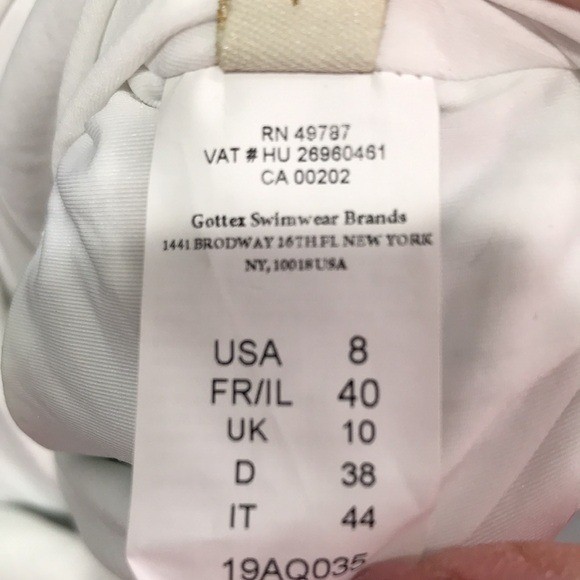 RN 49787
VAT # HU 26960461
CA 00202
Gottex Swimwear Brands
1441 BRODWAY 16TH FL NEW YORK
NY, 10018 USA
USA 8
FR/IL 40
UK 10
D 38
IT 44
19AQ035